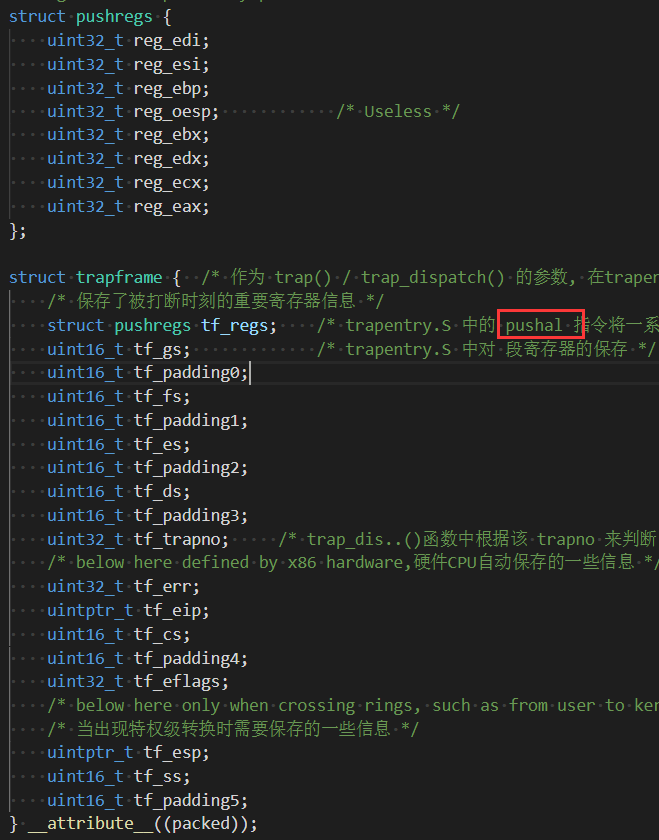 struct pushregs {
uint32_t reg_edi;
uint32_t reg_esi;
uint32_t reg_ebp;
uint32_t reg_oesp; /* Useless */
uint32_t reg_ebx;
uint32_t reg_edx;
uint32_t reg_ecx;
uint32_t reg_eax;
};
struct trapframe { /* 作为 trap() / trap_dispatch() 的参数, 在traper
/* 保存了被打断时刻的重要寄存器信息 */
struct pushregs tf_regs; /* trapentry.S 中的 pushal 指令将一系
uint16_t tf_gs; /* trapentry.S 中对 段寄存器的保存 */
uint16_t tf_padding0;
uint16_t tf_fs;
uint16_t tf_padding1;
uint16_t tf_es;
uint16_t tf_padding2;
uint16_t tf_ds;
uint16_t tf_padding3;
uint32_t tf_trapno; /* trap_dis..()函数中根据该 trapno 来判断
/* below here defined by x86 hardware,硬件CPU自动保存的一些信息 */
uint32_t tf_err;
uintptr_t tf_eip;
uint16_t tf_cs;
uint16_t tf_padding4;
uint32_t tf_eflags;
/* below here only when crossing rings, such as from user to ker
/* 当出现特权级转换时需要保存的一些信息 */
uintptr_t tf_esp;
uint16_t tf_ss;
uint16_t tf_padding5;
} __attribute__((packed));